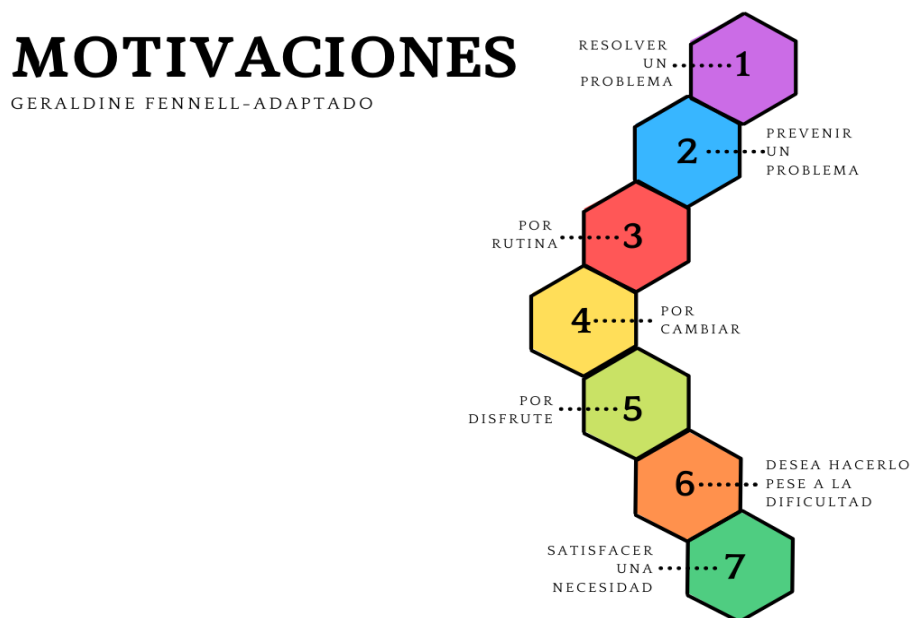 MOTIVACIONES
GERALDINE FENNELL-ADAPTADO
RESOLVER
UN
PROBLEMA
1
2
PREVENIR
UN
PROBLEMA
POR
RUTINA
3
4
POR
CAMBIAR
POR
DISFRUTE
5
6
DESEA HACERLO
PESE A LA
DIFICULTAD
SATISFACER
UNA
NECESIDAD
7